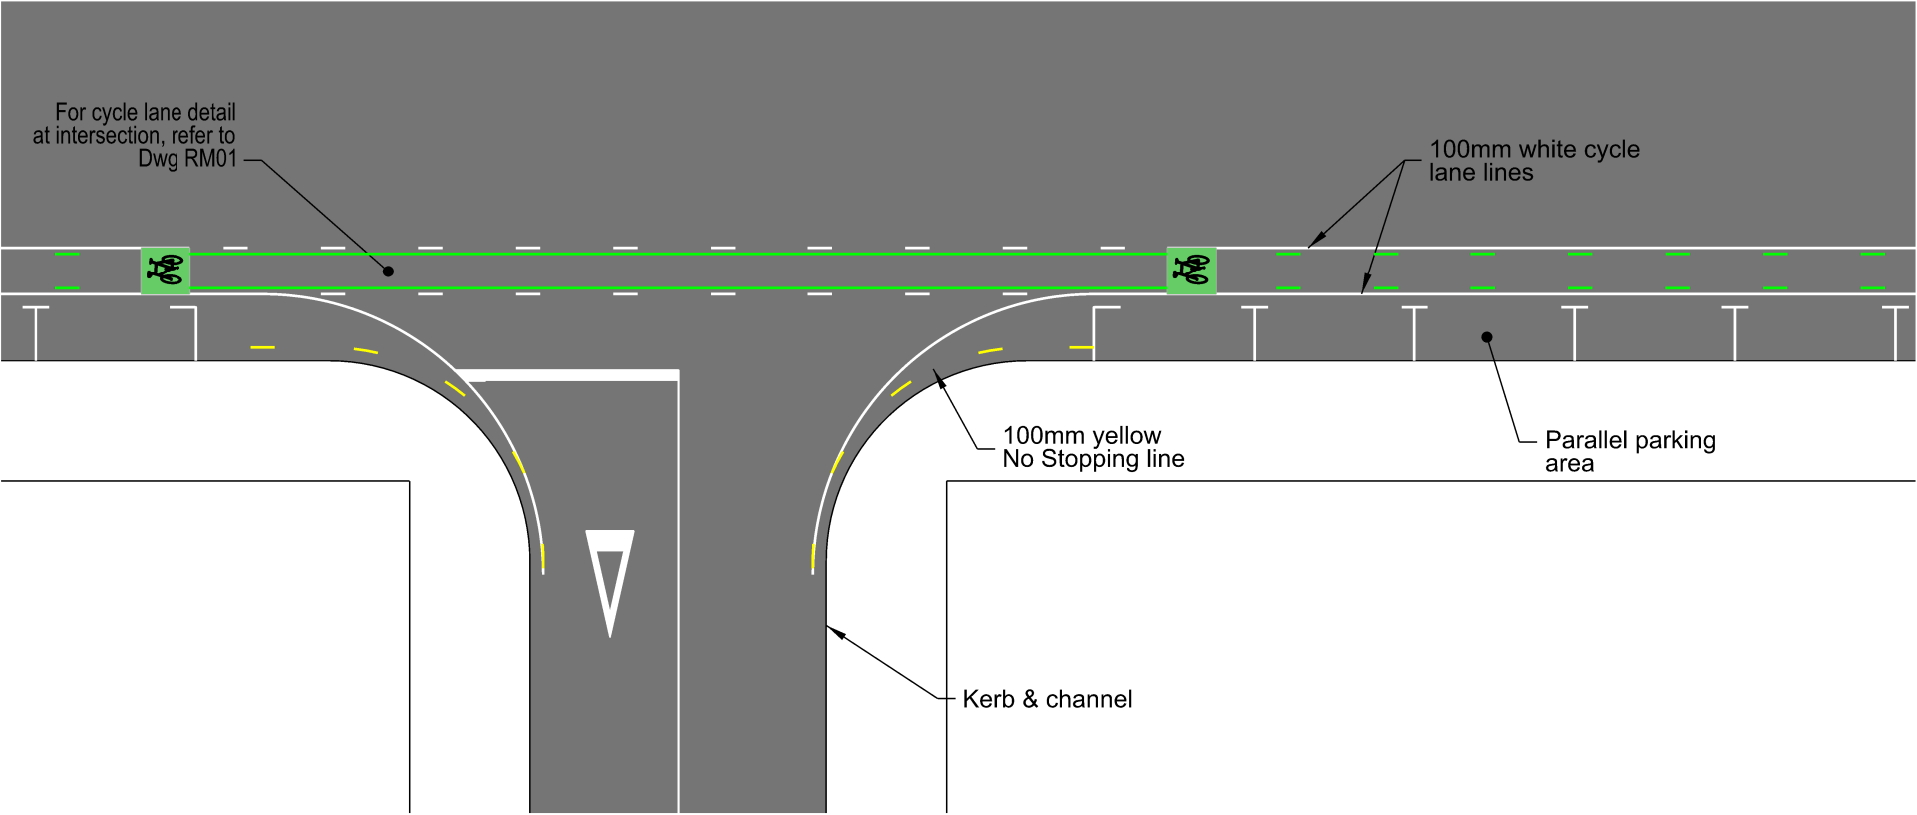 For cycle lane detail
at intersection, refer to
Dwg RM01
100mm white cycle
lane lines
100mm yellow
No Stopping line
Parallel parking
area
Kerb & channel